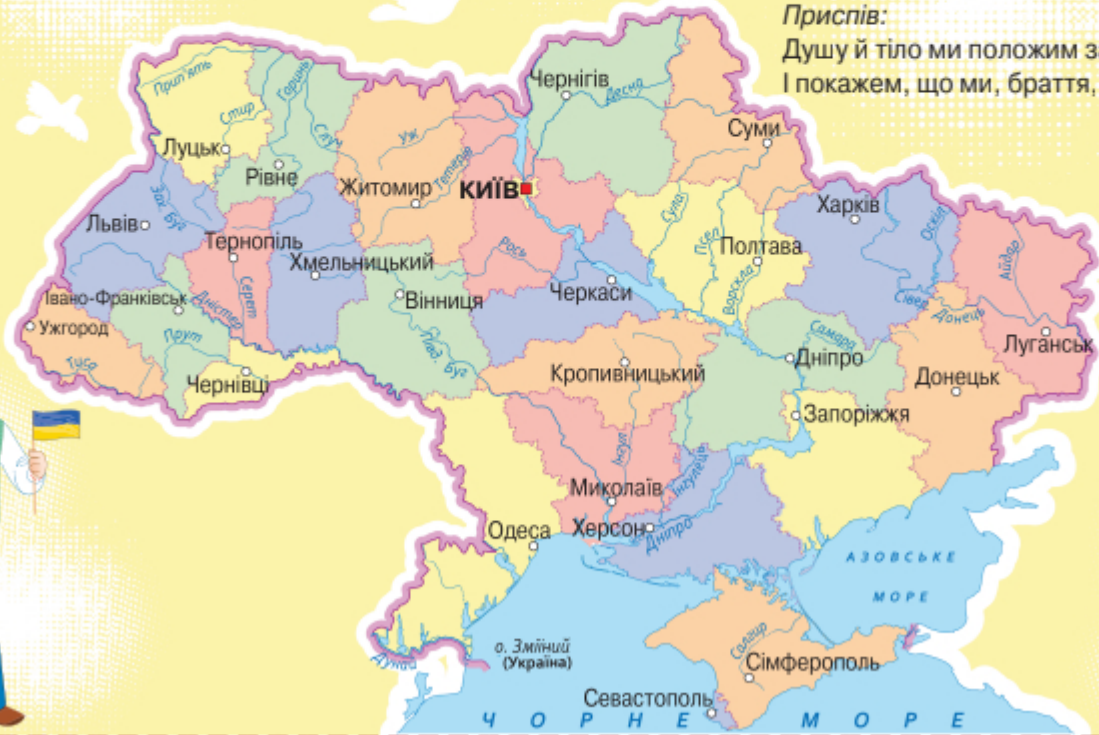 Приспів:
Душу й тіло ми положим з
І покажем, що ми, браття,
Чернігів
Десна
Прип'ять
Горинь
Стир
Случ
Уж
Тетерів
Суми
Луцьк
Рівне
Житомир
КИЇВ
Харків
Львів
Зах. Буг
Тернопіль
Хмельницький
Рось
Сула
Псел
Полтава
Ворскла
Оскіл
Айдар
Івано-Франківськ
Дністер
Серет
Вінниця
Черкаси
Сівер. Донець
Ужгород
Прут
Півд. Буг
Самара
Луганськ
Тиса
Чернівці
Кропивницький
Дніпро
Донецьк
Запоріжжя
Інгул
Інгулець
Миколаїв
Одеса
Херсон
Дніпро
АЗОВСЬКЕ
МОРЕ
о. Зміїний
(Україна)
Дунай
Салгир
Сімферополь
Севастополь
ЧОРНЕ МОРЕ